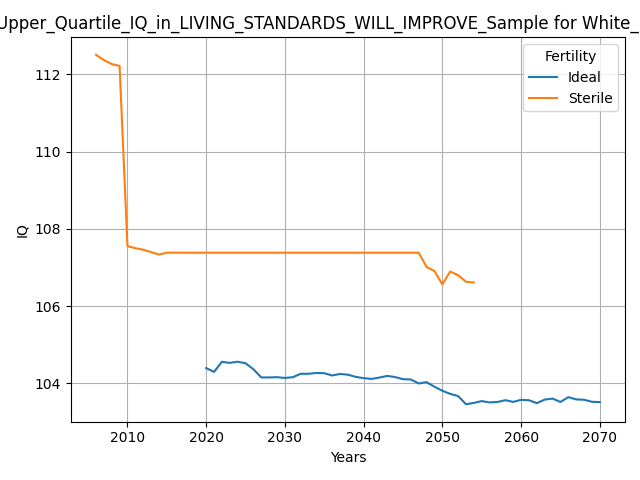 Upper_Quartile_IQ_in_LIVING_STANDARDS_WILL_IMPROVE_Sample for White_
112
110
108
106
104
IQ
Fertility
Ideal
Sterile
2010 2020 2030 2040 2050 2060 2070
Years